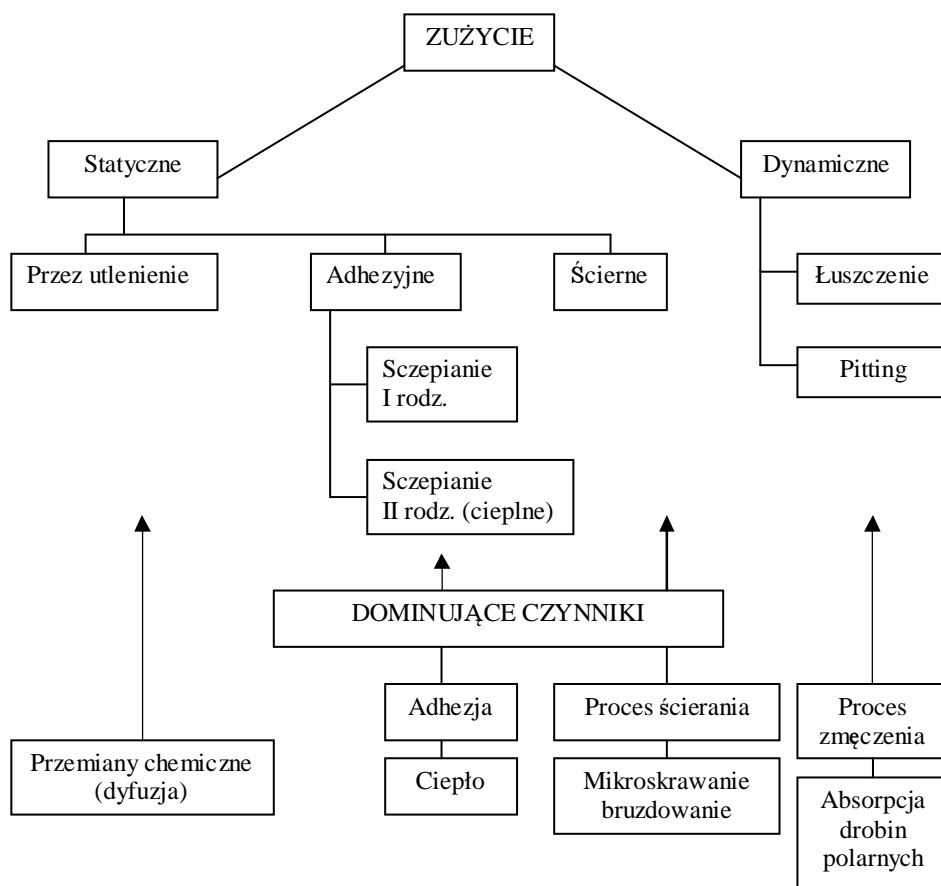 ZUŻYCIE
Statyczne
Dynamiczne
Przez utlenienie
Adhezyjne
Ścierne
Łuszczenie
Sczepianie
I rodz.
Pitting
Sczepianie
II rodz. (cieplne)
DOMINUJĄCE CZYNNIKI
Adhezja
Proces ścierania
Proces
zmęczenia
Przemiany chemiczne
(dyfuzja)
Ciepło
Mikroskrawanie
bruzdowanie
Absorpcja
drobin
polarnych